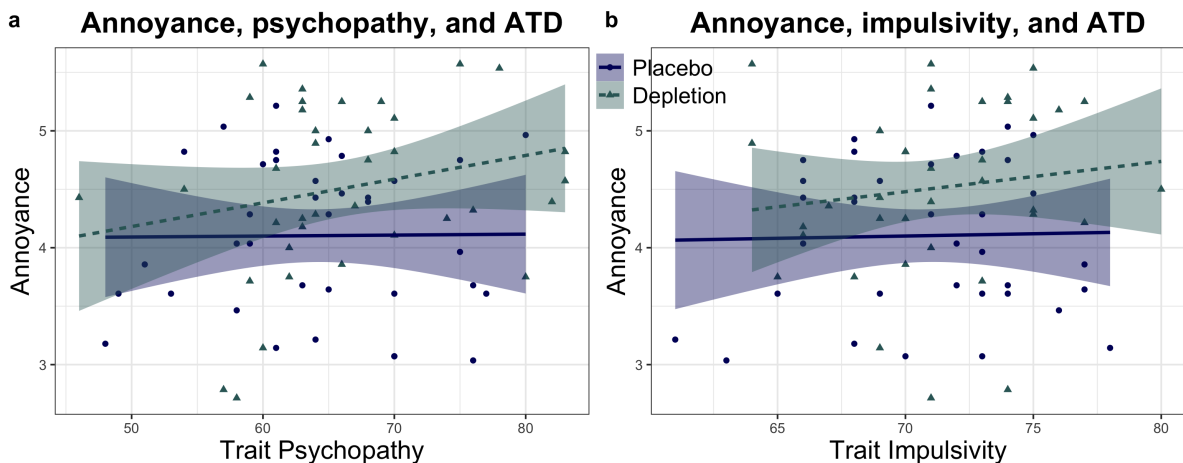 a
Annoyance, psychopathy, and ATD
Annoyance
5
4
3
50
60
70
80
Trait Psychopathy
Placebo
Depletion
b
Annoyance, impulsivity, and ATD
Annoyance
5
4
3
65
70
75
80
Trait Impulsivity